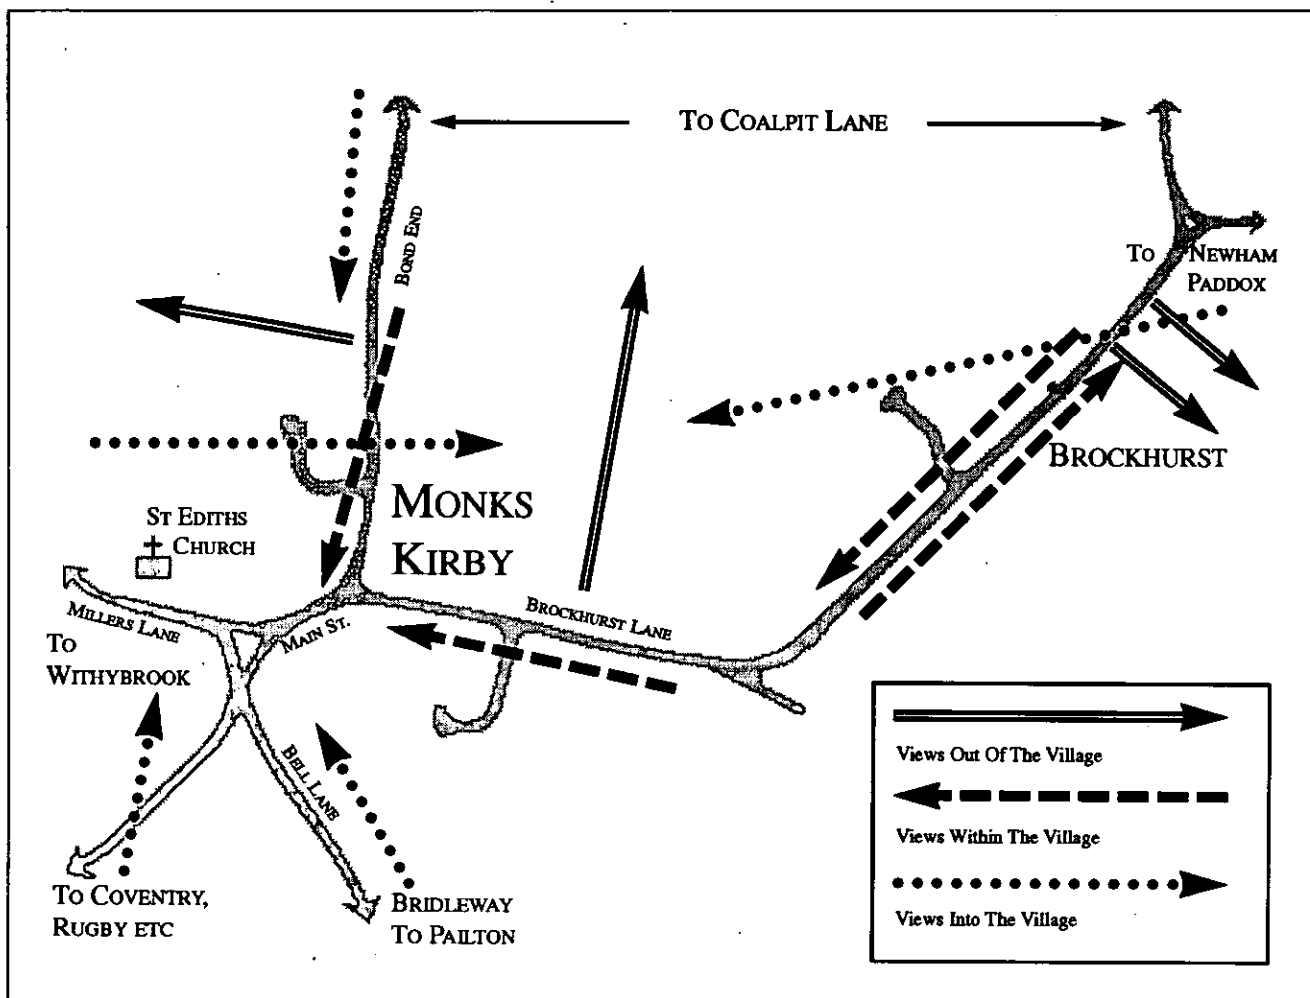 TO COALPIT LANE
BOND END
TO NEWHAM
PADDOX
BROCKHURST
MONKS
KIRBY
ST EDITHS
CHURCH
MILLERS LANE
MAIN ST.
BROCKHURST LANE
TO
WITHYBROOK
BELL LANE
TO COVENTRY,
RUGBY ETC
BRIDLEWAY
TO PAILTON
Views Out Of The Village
Views Within The Village
Views Into The Village